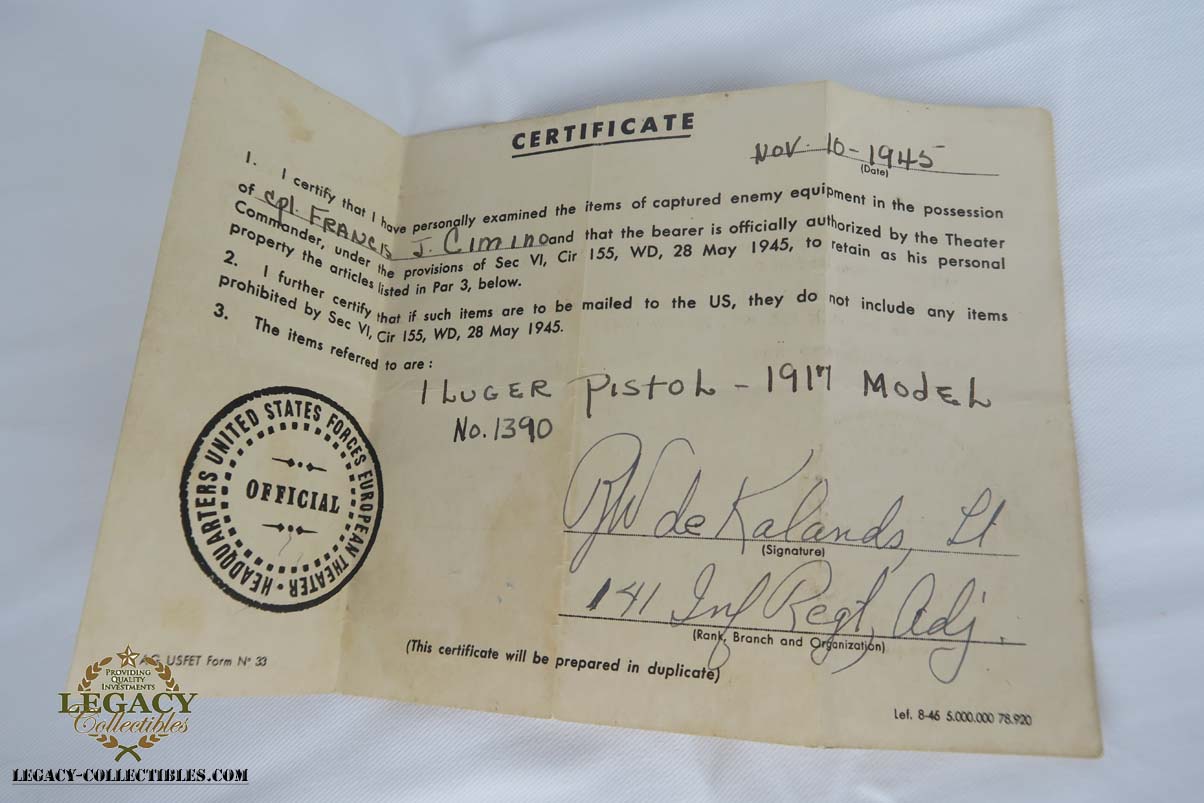 CERTIFICATE
Nov. 10-1945
(Date)
1. I certify that I have personally examined the items of captured enemy equipment in the possession
of Cpl. FRANCIS J. CIMINO and that the bearer is officially authorized by the Theater
Commander, under the provisions of Sec VI, Cir 155, WD, 28 May 1945, to retain as his personal
property the articles listed in Par 3, below.
2. I further certify that if such items are to be mailed to the US, they do not include any items
prohibited by Sec VI, Cir 155, WD, 28 May 1945.
3. The items referred to are :
1 LUGER PISTOL - 1917 MODEL
No. 1390
HEADQUARTERS UNITED STATES FORCES EUROPEAN THEATER
OFFICIAL
de Kalands, Lt
(Signature)
141 Inf Regt, Adj.
(Rank, Branch and Organization)
(This certificate will be prepared in duplicate)
AG USFET Form N° 33
Lef. 8-45 5.000.000 78.920
PROVIDING
QUALITY
INVESTMENTS
LEGACY
Collectibles
LEGACY-COLLECTIBLES.COM